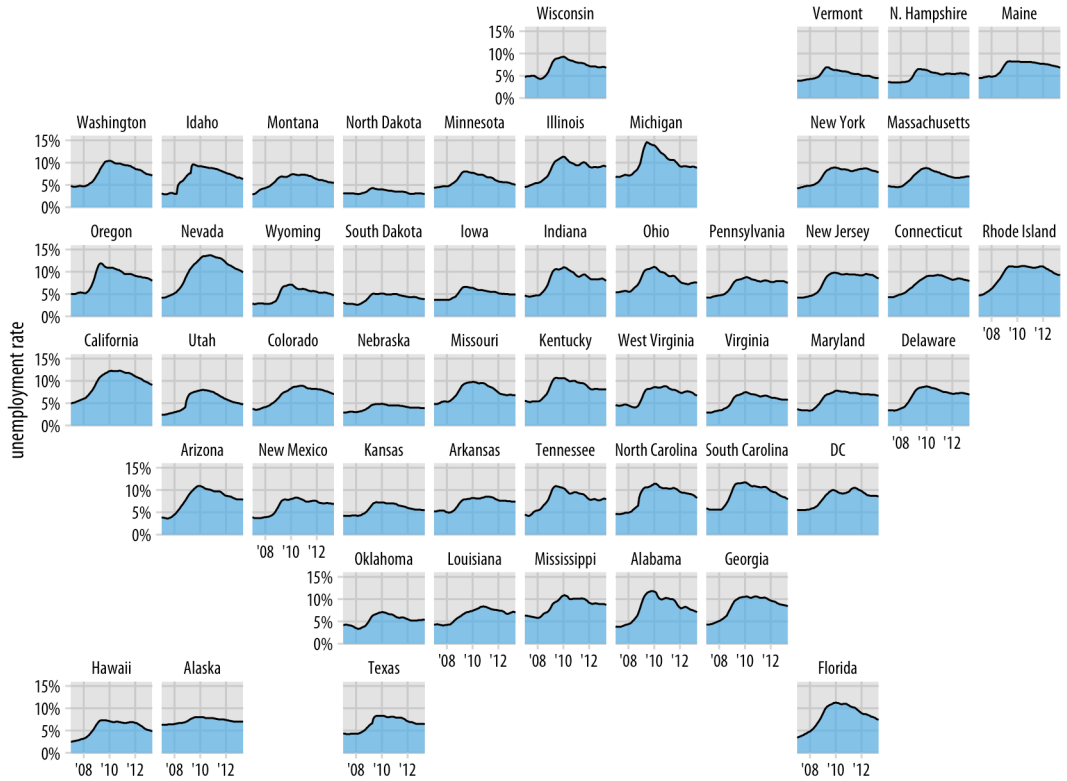 Wisconsin Vermont N. Hampshire Maine
15%
10%
5%
0%
Washington Idaho Montana North Dakota Minnesota Illinois Michigan New York Massachusetts
15%
10%
5%
0%
Oregon Nevada Wyoming South Dakota Iowa Indiana Ohio Pennsylvania New Jersey Connecticut Rhode Island
15%
10%
5%
0%
'08 '10 '12
unemployment rate
California Utah Colorado Nebraska Missouri Kentucky West Virginia Virginia Maryland Delaware
15%
10%
5%
0%
'08 '10 '12
Arizona New Mexico Kansas Arkansas Tennessee North Carolina South Carolina DC
15%
10%
5%
0%
'08 '10 '12
Oklahoma Louisiana Mississippi Alabama Georgia
15%
10%
5%
0%
'08 '10 '12 '08 '10 '12 '08 '10 '12 '08 '10 '12
Hawaii Alaska Texas Florida
15%
10%
5%
0%
'08 '10 '12 '08 '10 '12 '08 '10 '12 '08 '10 '12